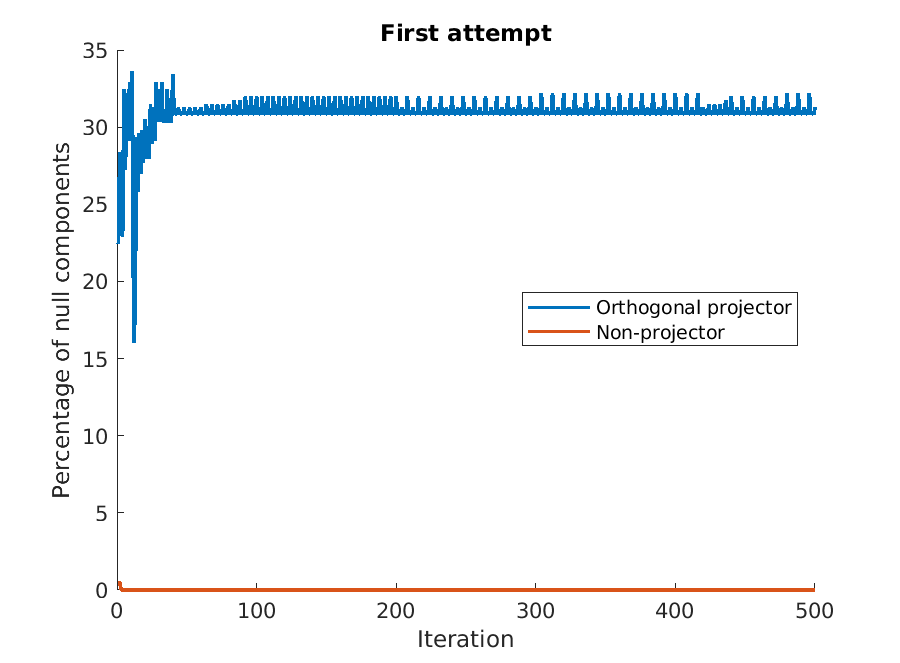 First attempt
Percentage of null components
35
30
25
20
15
10
5
0
Orthogonal projector
Non-projector
0 100 200 300 400 500
Iteration